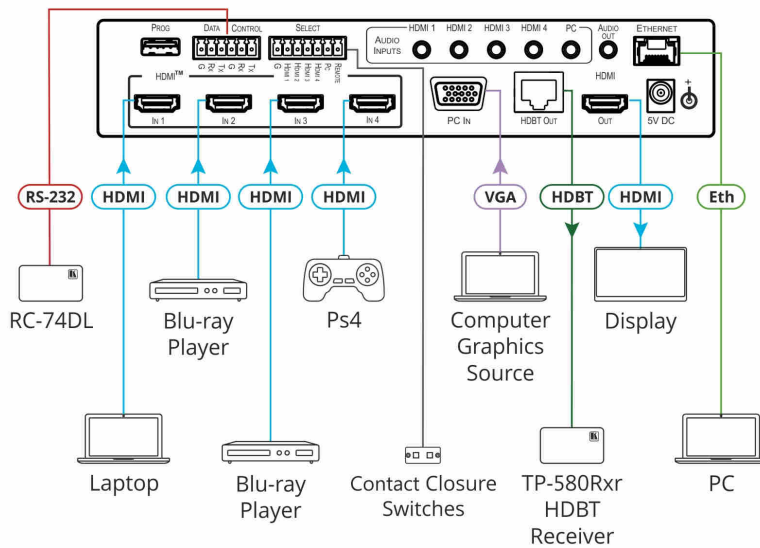 PROG
DATA CONTROL
SELECT
AUDIO INPUTS
HDMI 1 HDMI 2 HDMI 3 HDMI 4 PC
AUDIO OUT
ETHERNET
G Rx Tx G Rx Tx
G HDMI 1 HDMI 2 HDMI 3 HDMI 4 PC REMOTE
HDMI™
IN 1 IN 2 IN 3 IN 4
PC IN
HDBT OUT
HDMI
OUT
5V DC
+
RS-232 HDMI HDMI HDMI HDMI VGA HDBT HDMI Eth
RC-74DL
Blu-ray
Player
Ps4
Computer
Graphics
Source
Display
Laptop
Blu-ray
Player
Contact Closure
Switches
TP-580Rxr
HDBT
Receiver
PC